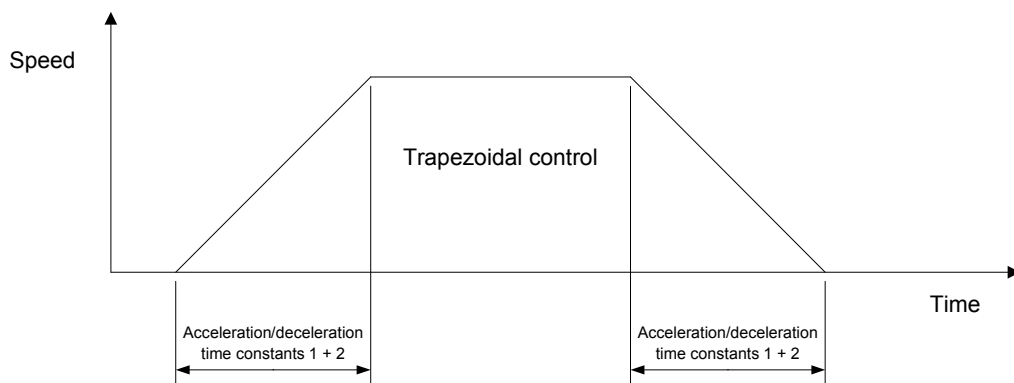 Speed
Trapezoidal control
Time
Acceleration/deceleration
time constants 1 + 2
Acceleration/deceleration
time constants 1 + 2